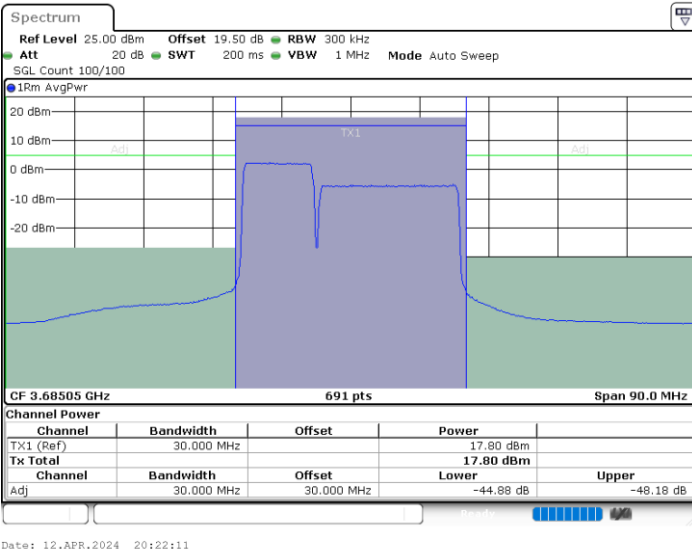 Spectrum
Ref Level 25.00 dBm Offset 19.50 dB RBW 300 kHz
Att 20 dB SWT 200 ms VBW 1 MHz Mode Auto Sweep
SGL Count 100/100
1Rm AvgPwr
20 dBm
TX1
10 dBm
Adj Adj
0 dBm
-10 dBm
-20 dBm
CF 3.68505 GHz 691 pts Span 90.0 MHz
Channel Power
Channel Bandwidth Offset Power
TX1 (Ref) 30.000 MHz 17.80 dBm
Tx Total 17.80 dBm
Channel Bandwidth Offset Lower Upper
Adj 30.000 MHz 30.000 MHz -44.88 dB -48.18 dB
Ready
Date: 12.APR.2024 20:22:11